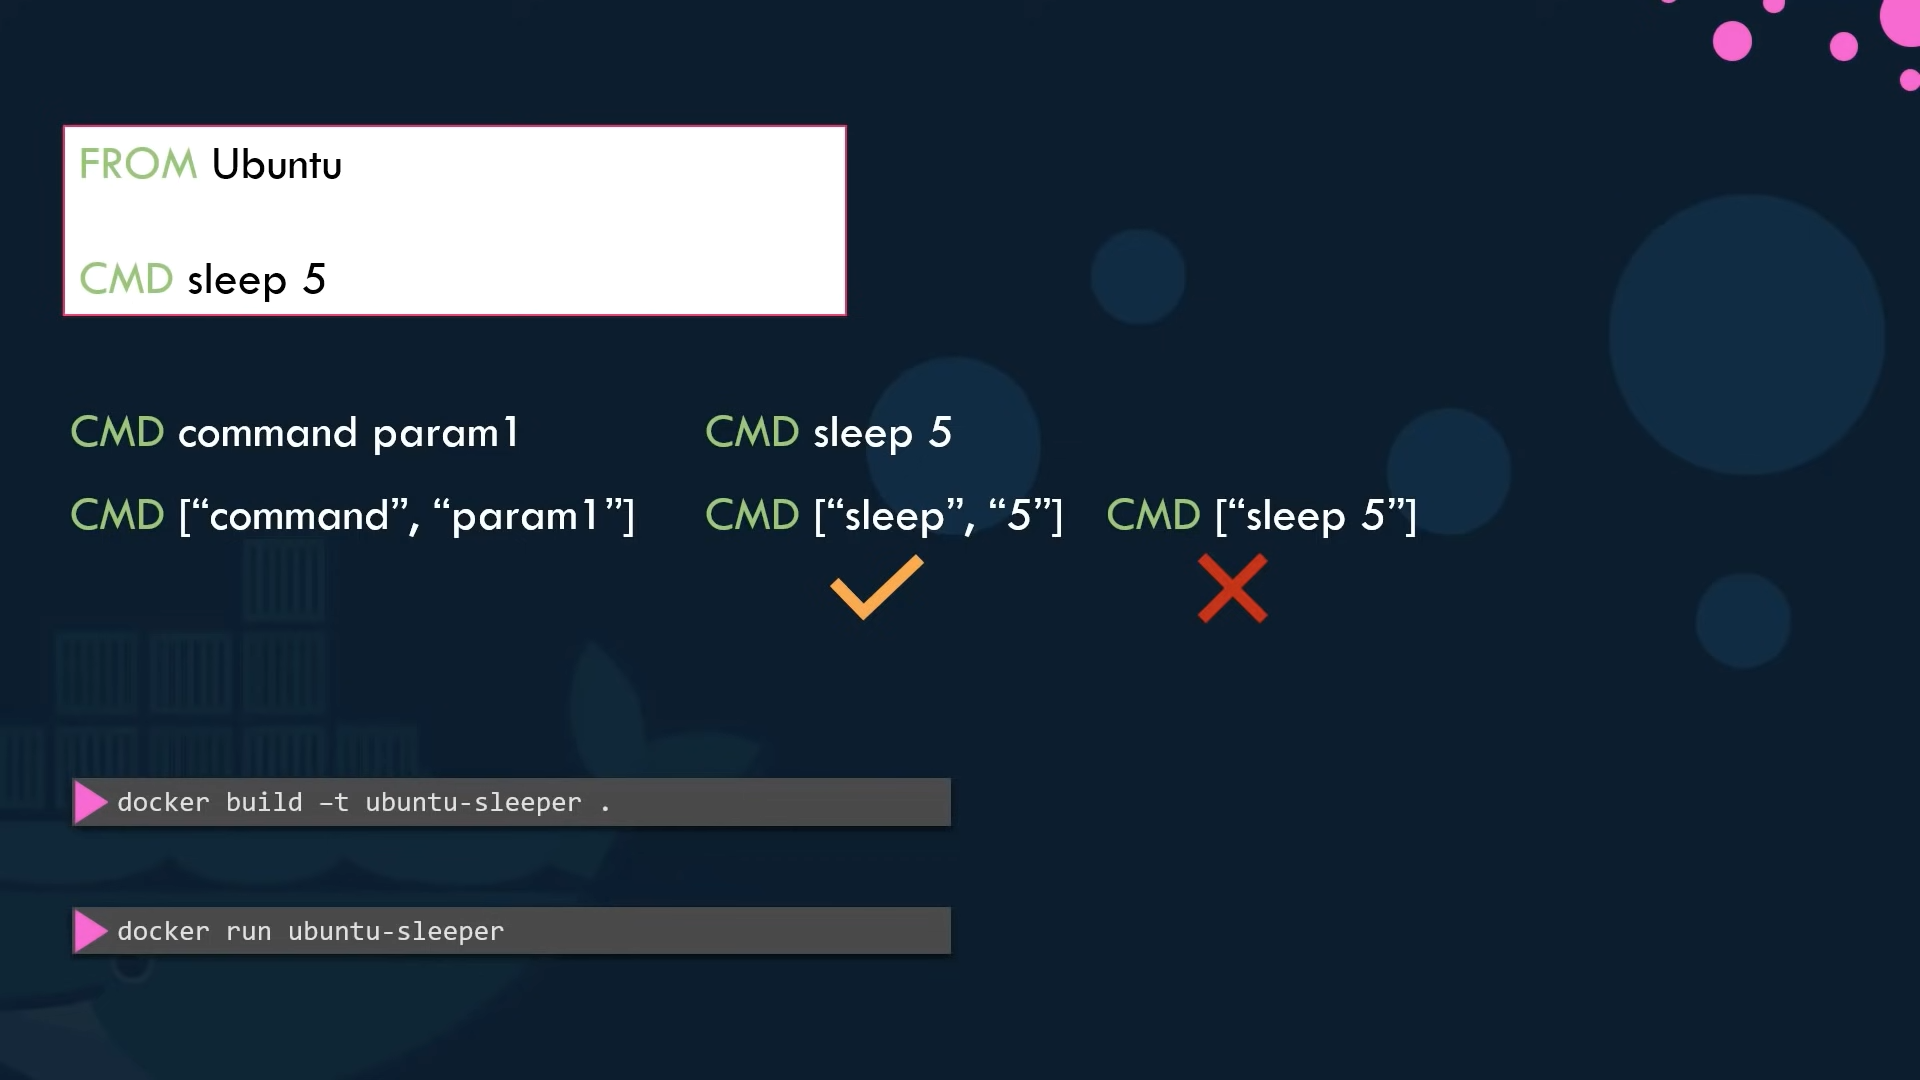 FROM Ubuntu
CMD sleep 5
CMD command param1 CMD sleep 5
CMD [“command”, “param1”] CMD [“sleep”, “5”] CMD [“sleep 5”]
docker build –t ubuntu-sleeper .
docker run ubuntu-sleeper